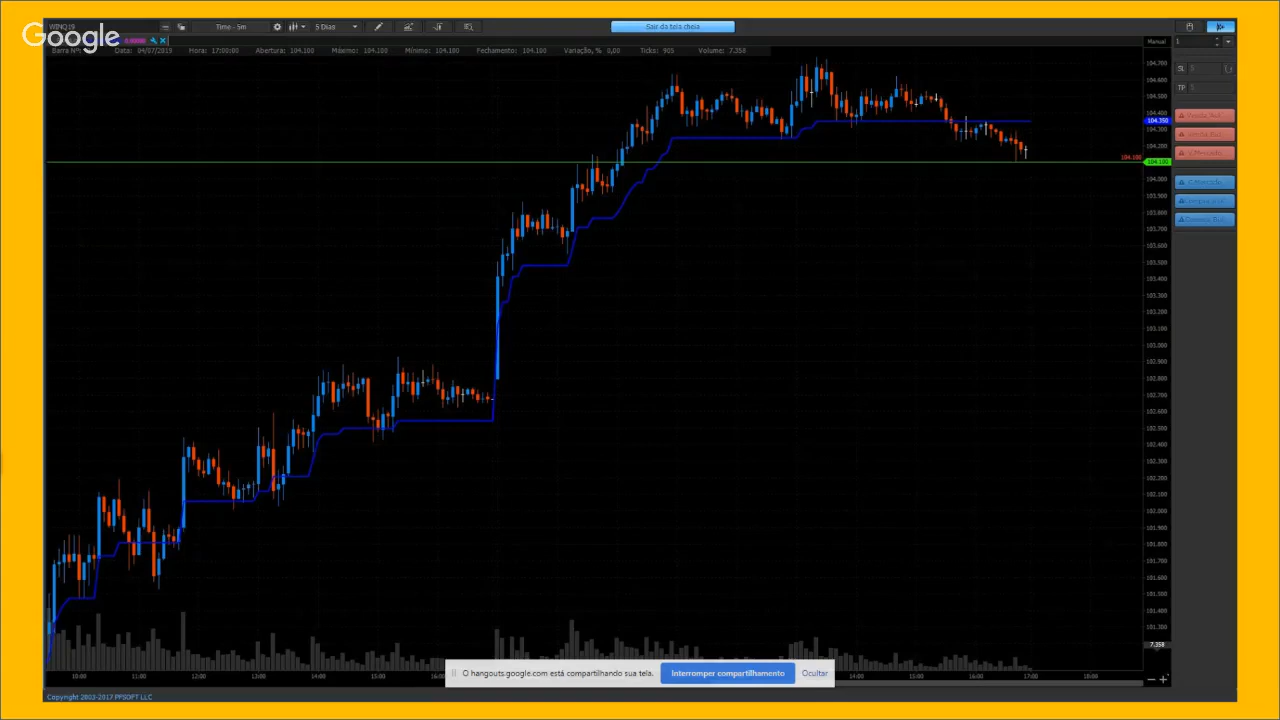 Google
WINQ19
Time - 5m
5 Dias
Sair da tela cheia
Data: 04/07/2019
Hora: 17:00:00
Abertura: 104.100
Máximo: 104.100
Mínimo: 104.100
Fechamento: 104.100
Variação, % 0,00
Ticks: 905
Volume: 7.358
Manual
1
SL 5
TP 5
104.700
104.600
104.500
104.400
104.350
104.300
104.200
104.100
104.100
104.000
103.900
103.800
103.700
103.600
103.500
103.400
103.300
103.200
103.100
103.000
102.900
102.800
102.700
102.600
102.500
102.400
102.300
102.200
102.100
102.000
101.900
101.800
101.700
101.600
101.500
101.400
101.300
7.358
10:00
11:00
12:00
13:00
14:00
15:00
14:00
15:00
16:00
17:00
18:00
O hangouts.google.com está compartilhando sua tela.
Interromper compartilhamento
Ocultar
Copyright 2003-2017 PFSOFT LLC